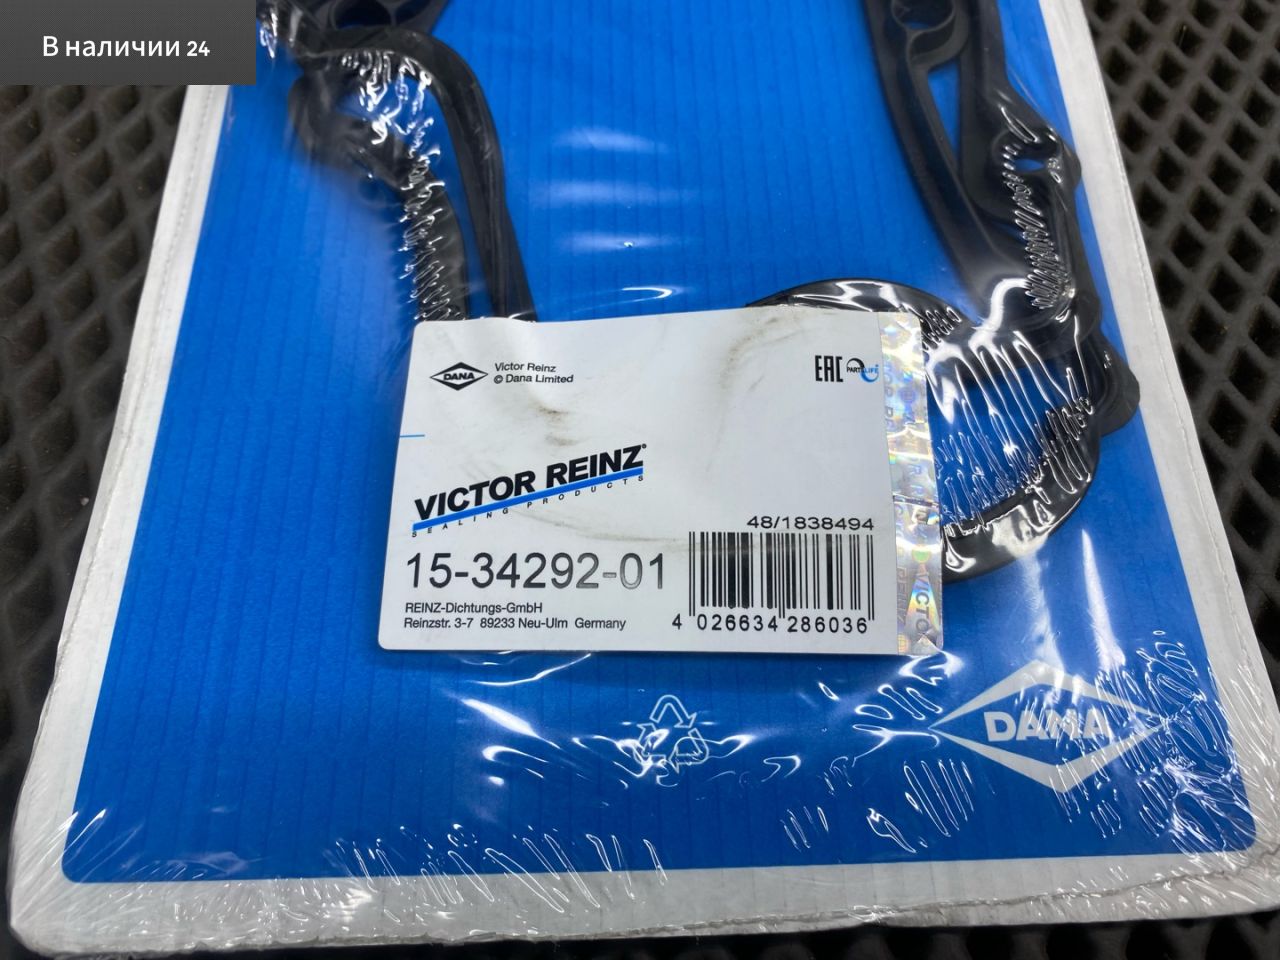 В наличии 24
DANA
Victor Reinz
© Dana Limited
EAC
PARTSLIFE
VICTOR REINZ®
SEALING PRODUCTS
48/1838494
15-34292-01
REINZ-Dichtungs-GmbH
Reinzstr. 3-7 89233 Neu-Ulm Germany
4 026634 286036
DANA